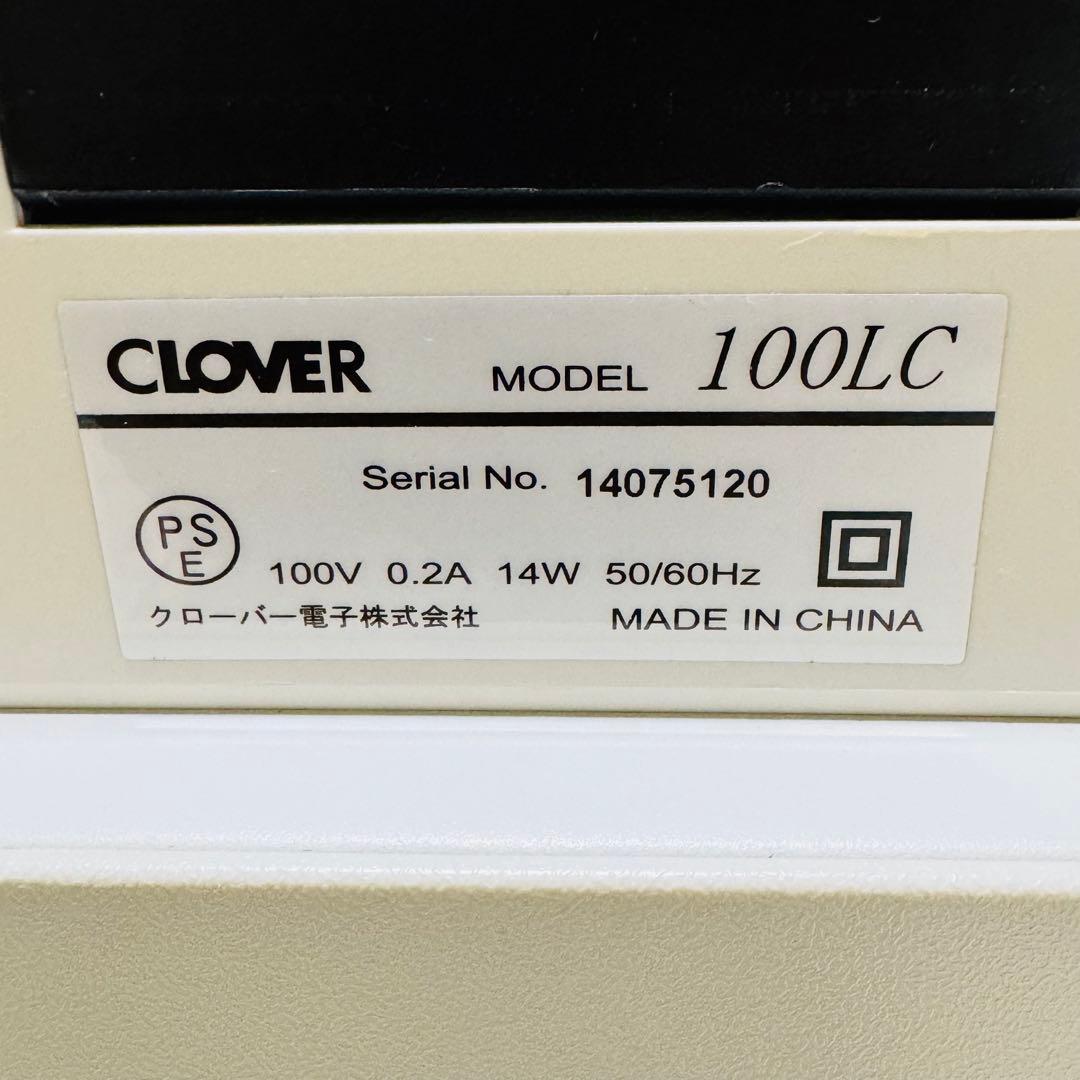 CLOVER MODEL 100LC
Serial No. 14075120
PSE 100V 0.2A 14W 50/60Hz
クローバー電子株式会社 MADE IN CHINA